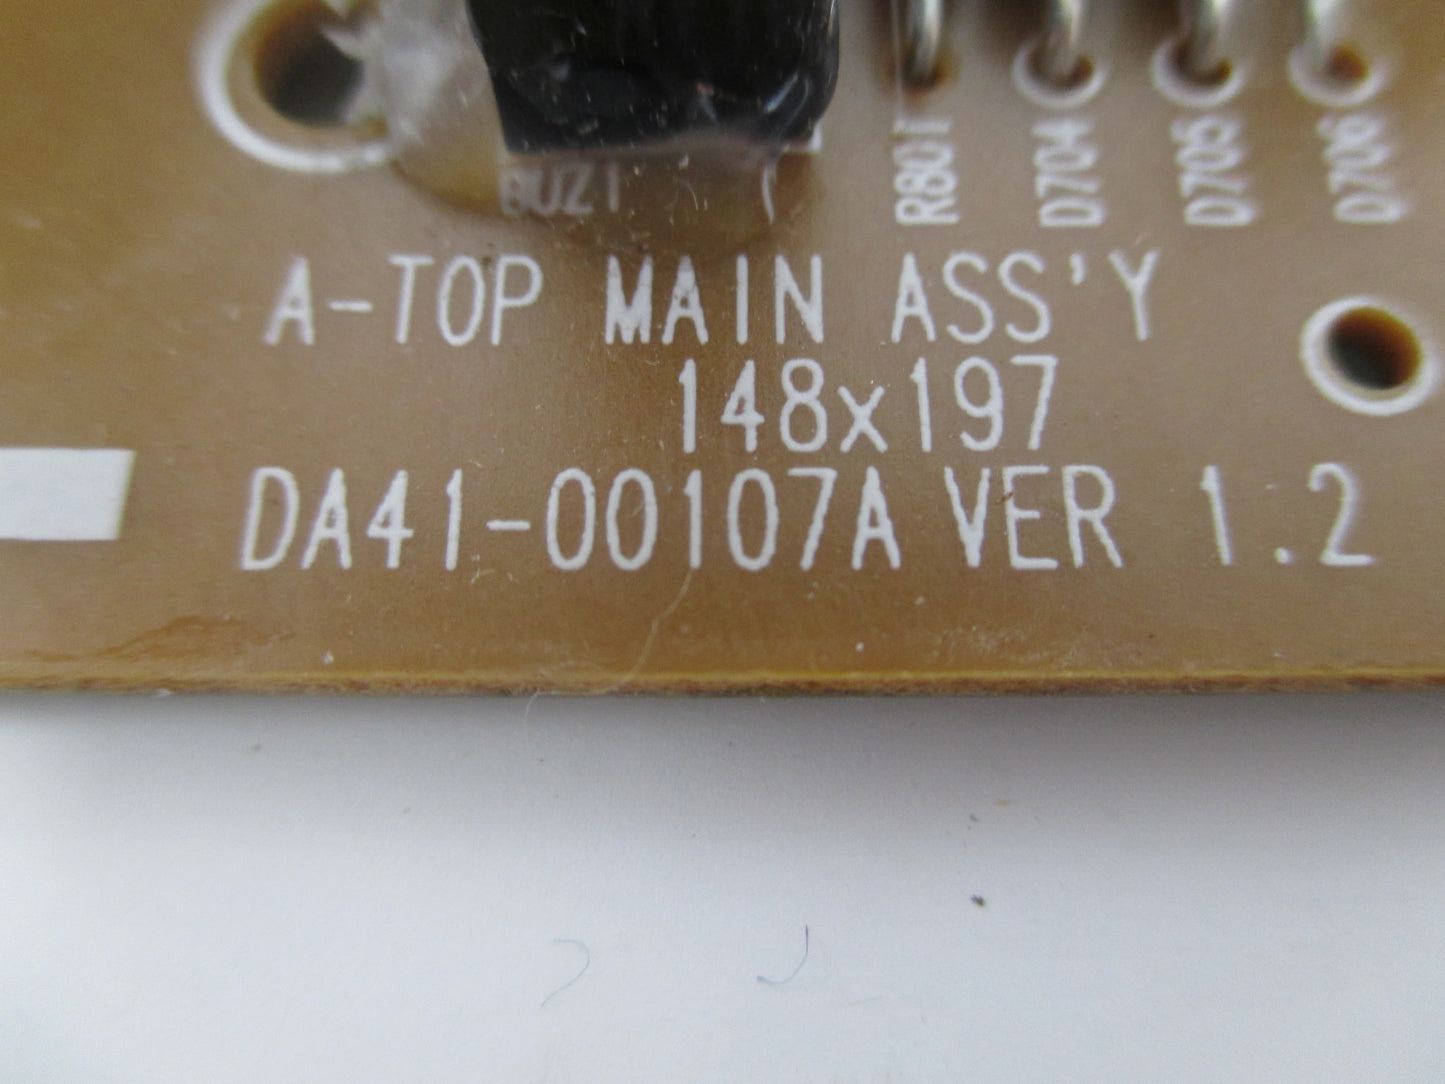 R801
D704
D705
D706
BUZ1
A-TOP MAIN ASS'Y
148x197
DA41-00107A VER 1.2